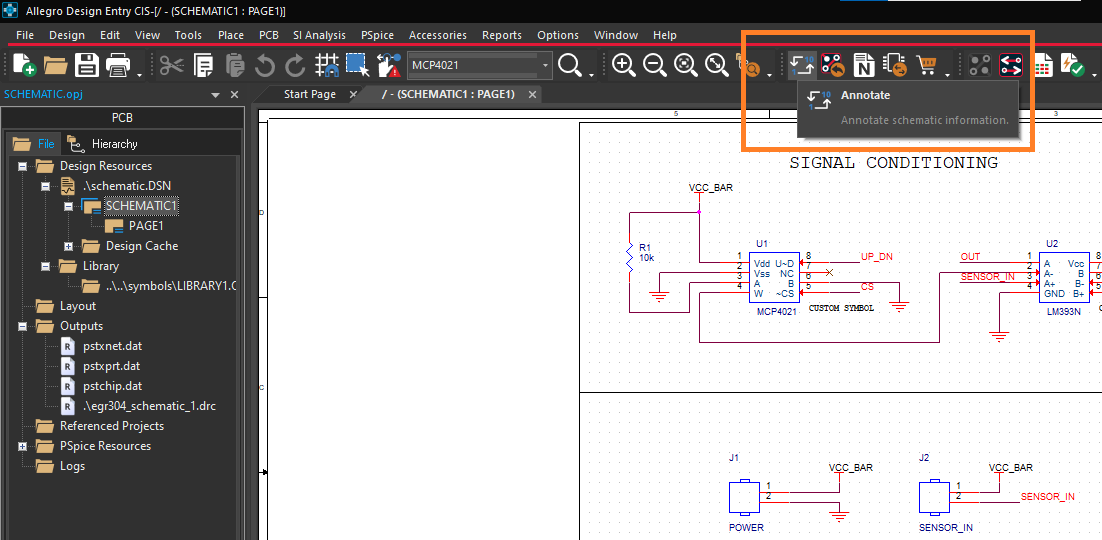 Allegro Design Entry CIS-[/ - (SCHEMATIC1 : PAGE1)]
File Design Edit View Tools Place PCB SI Analysis PSpice Accessories Reports Options Window Help
MCP4021
SCHEMATIC.opj
Start Page
/ - (SCHEMATIC1 : PAGE1)
Annotate
Annotate schematic information.
PCB
File
Hierarchy
Design Resources
.\schematic.DSN
SCHEMATIC1
PAGE1
Design Cache
Library
..\..\symbols\LIBRARY1.O
Layout
Outputs
pstxnet.dat
pstxprt.dat
pstchip.dat
.\egr304_schematic_1.drc
Referenced Projects
PSpice Resources
Logs
5
3
D
C
SIGNAL CONDITIONING
VCC_BAR
R1
10k
U1
1 Vdd U~D 8 UP_DN
2 Vss NC 7
3 A B 6
4 W ~CS 5 CS
MCP4021
CUSTOM SYMBOL
U2
OUT 1 A Vcc 8
2 A- B
SENSOR_IN 3 A+ B-
4 GND B+
LM393N
J1
VCC_BAR
1
2
POWER
J2
VCC_BAR
1
2
SENSOR_IN
SENSOR_IN